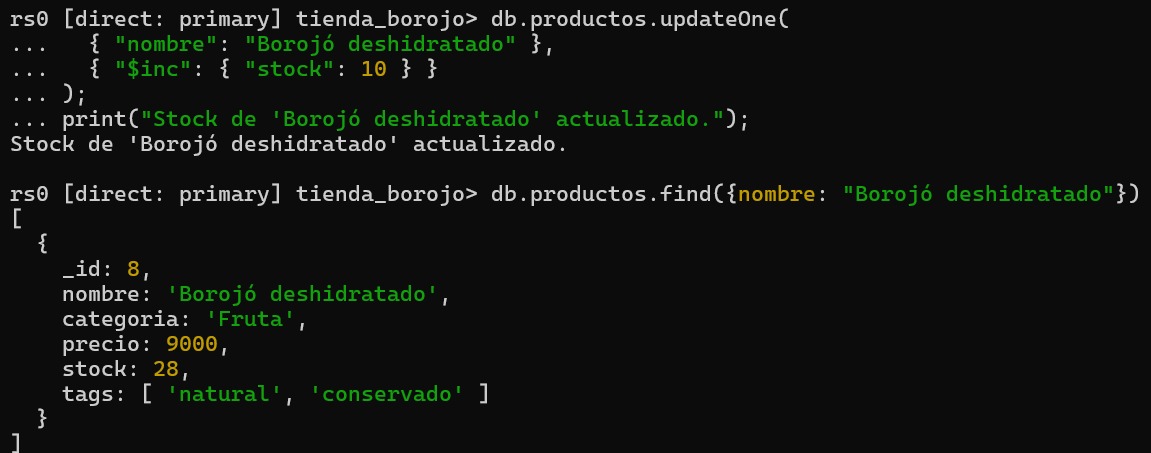 rs0 [direct: primary] tienda_borojo> db.productos.updateOne(
...   { "nombre": "Borojó deshidratado" },
...   { "$inc": { "stock": 10 } }
... );
... print("Stock de 'Borojó deshidratado' actualizado.");
Stock de 'Borojó deshidratado' actualizado.

rs0 [direct: primary] tienda_borojo> db.productos.find({nombre: "Borojó deshidratado"})
[
  {
    _id: 8,
    nombre: 'Borojó deshidratado',
    categoria: 'Fruta',
    precio: 9000,
    stock: 28,
    tags: [ 'natural', 'conservado' ]
  }
]